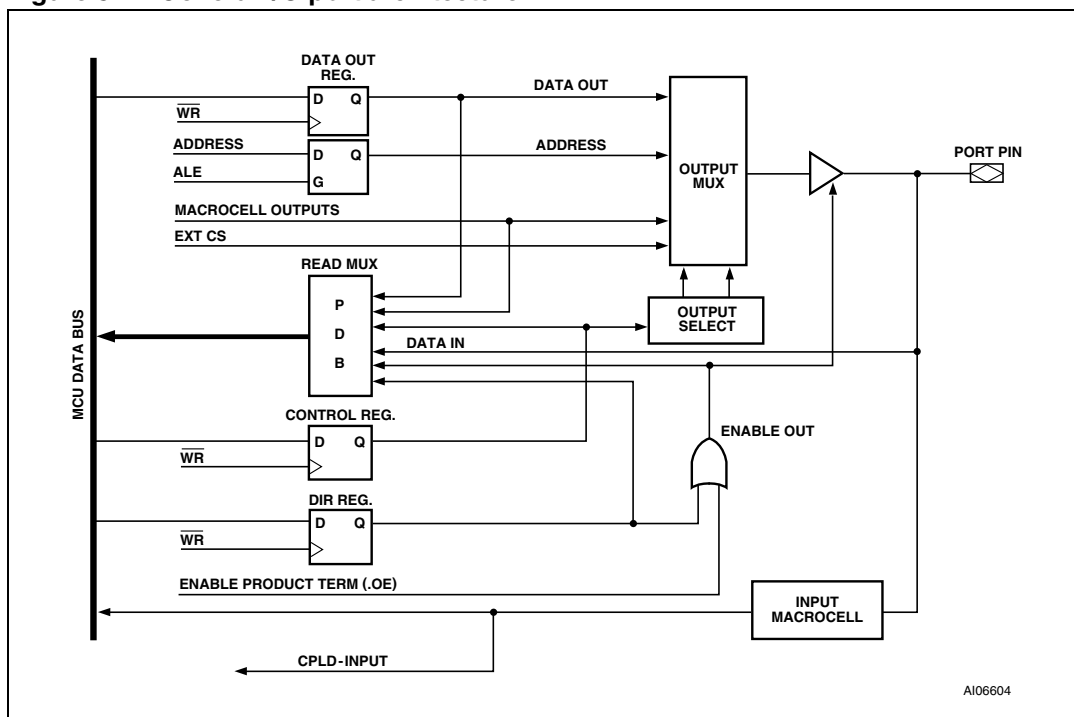 DATA OUT
REG.
D Q
DATA OUT
WR
ADDRESS
D Q
ADDRESS
ALE
G
OUTPUT
MUX
PORT PIN
MACROCELL OUTPUTS
EXT CS
READ MUX
P
D
B
OUTPUT
SELECT
DATA IN
MCU DATA BUS
CONTROL REG.
D Q
WR
ENABLE OUT
DIR REG.
D Q
WR
ENABLE PRODUCT TERM (.OE)
INPUT
MACROCELL
CPLD-INPUT
AI06604